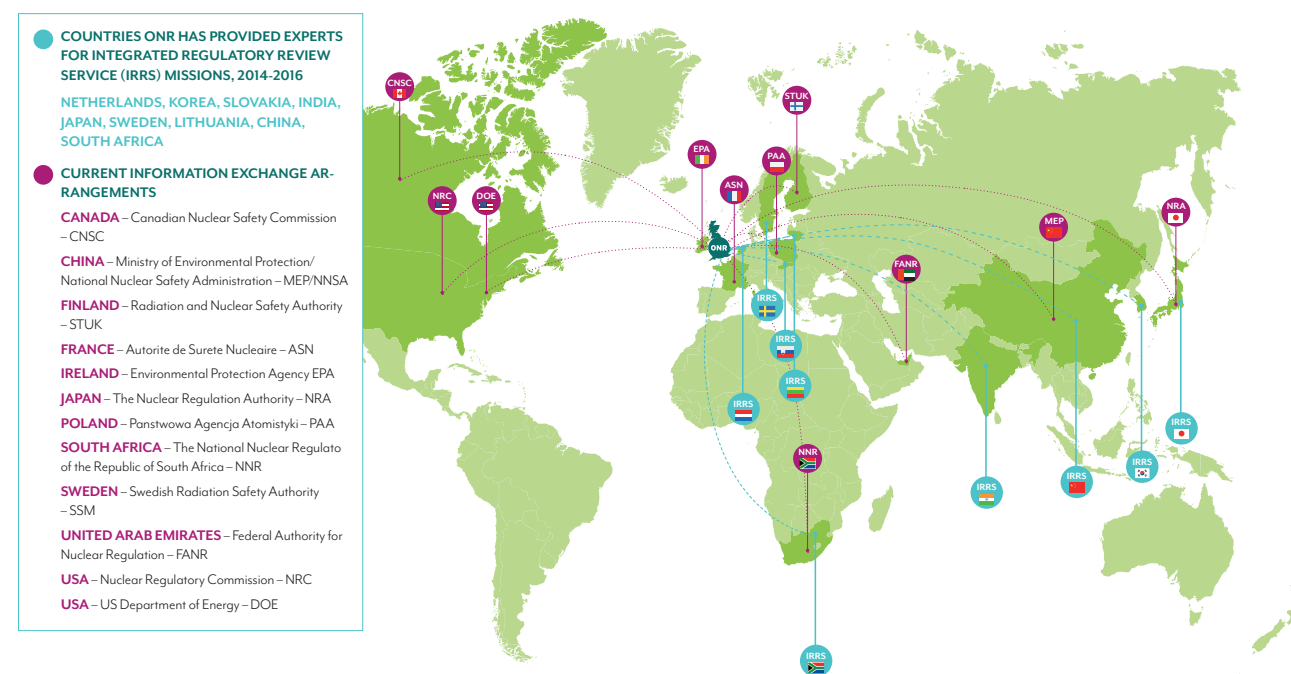 COUNTRIES ONR HAS PROVIDED EXPERTS
FOR INTEGRATED REGULATORY REVIEW
SERVICE (IRRS) MISSIONS, 2014-2016
NETHERLANDS, KOREA, SLOVAKIA, INDIA,
JAPAN, SWEDEN, LITHUANIA, CHINA,
SOUTH AFRICA
CURRENT INFORMATION EXCHANGE AR-
RANGEMENTS
CANADA – Canadian Nuclear Safety Commission
– CNSC
CHINA – Ministry of Environmental Protection/
National Nuclear Safety Administration – MEP/NNSA
FINLAND – Radiation and Nuclear Safety Authority
– STUK
FRANCE – Autorite de Surete Nucleaire – ASN
IRELAND – Environmental Protection Agency EPA
JAPAN – The Nuclear Regulation Authority – NRA
POLAND – Panstwowa Agencja Atomistyki – PAA
SOUTH AFRICA – The National Nuclear Regulato
of the Republic of South Africa – NNR
SWEDEN – Swedish Radiation Safety Authority
– SSM
UNITED ARAB EMIRATES – Federal Authority for
Nuclear Regulation – FANR
USA – Nuclear Regulatory Commission – NRC
USA – US Department of Energy – DOE
CNSC
STUK
EPA
PAA
ASN
NRC
DOE
NRA
MEP
ONR
FANR
IRRS
IRRS
IRRS
IRRS
IRRS
NNR
IRRS
IRRS
IRRS
IRRS